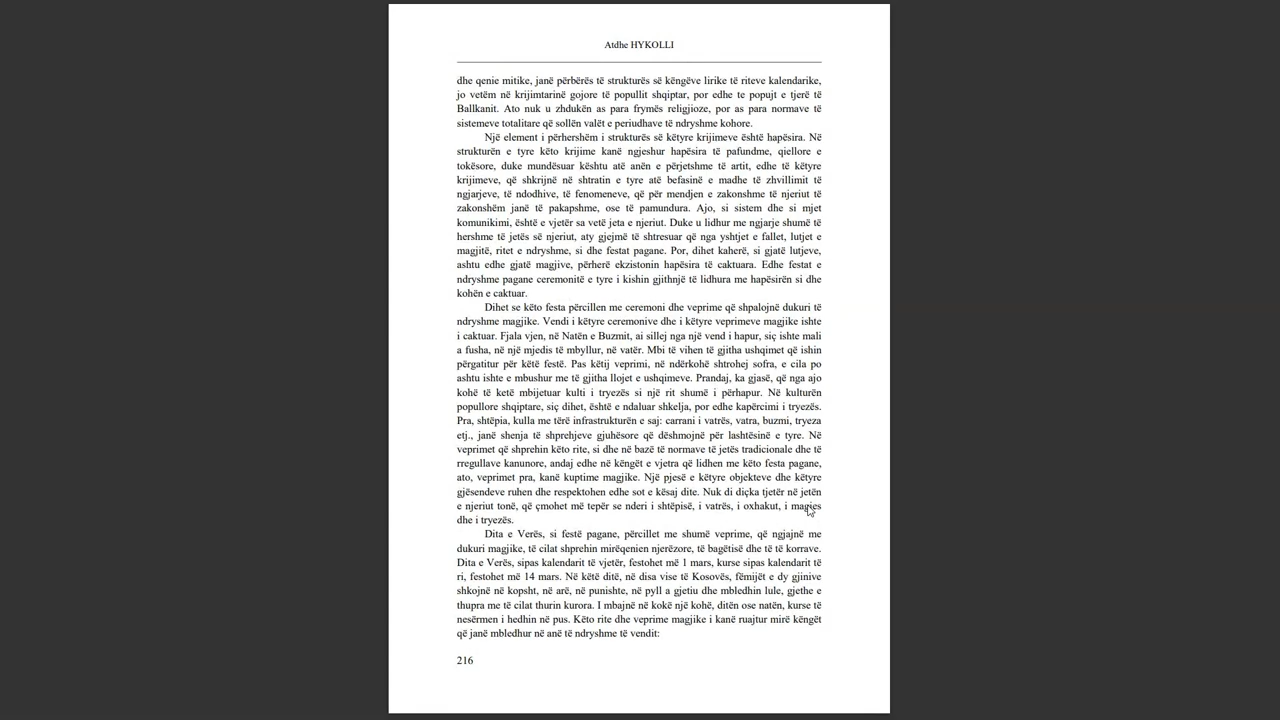 Atdhe HYKOLLI
dhe qenie mitike, janë përbërës të strukturës së këngëve lirike të riteve kalendarike,
jo vetëm në krijimtarinë gojore të popullit shqiptar, por edhe te popujt e tjerë të
Ballkanit. Ato nuk u zhdukën as para frymës religjioze, por as para normave të
sistemeve totalitare që sollën valët e periudhave të ndryshme kohore.
Një element i përhershëm i strukturës së këtyre krijimeve është hapësira. Në
strukturën e tyre këto krijime kanë ngjeshur hapësira të pafundme, qiellore e
tokësore, duke mundësuar kështu atë anën e përjetshme të artit, edhe të këtyre
krijimeve, që shkrijnë në shtratin e tyre atë befasinë e madhe të zhvillimit të
ngjarjeve, të ndodhive, të fenomeneve, që për mendjen e zakonshme të njeriut të
zakonshëm janë të pakapshme, ose të pamundura. Ajo, si sistem dhe si mjet
komunikimi, është e vjetër sa vetë jeta e njeriut. Duke u lidhur me ngjarje shumë të
hershme të jetës së njeriut, aty gjejmë të shtresuar që nga yshtjet e fallet, lutjet e
magjitë, ritet e ndryshme, si dhe festat pagane. Por, dihet kaherë, si gjatë lutjeve,
ashtu edhe gjatë magjive, përherë ekzistonin hapësira të caktuara. Edhe festat e
ndryshme pagane ceremonitë e tyre i kishin gjithnjë të lidhura me hapësirën si dhe
kohën e caktuar.
Dihet se këto festa përcillen me ceremoni dhe veprime që shpalojnë dukuri të
ndryshme magjike. Vendi i këtyre ceremonive dhe i këtyre veprimeve magjike ishte
i caktuar. Fjala vjen, në Natën e Buzmit, ai sillej nga një vend i hapur, siç ishte mali
a fusha, në një mjedis të mbyllur, në vatër. Mbi të vihen të gjitha ushqimet që ishin
përgatitur për këtë festë. Pas këtij veprimi, në ndërkohë shtrohej sofra, e cila po
ashtu ishte e mbushur me të gjitha llojet e ushqimeve. Prandaj, ka gjasë, që nga ajo
kohë të ketë mbijetuar kulti i tryezës si një rit shumë i përhapur. Në kulturën
popullore shqiptare, siç dihet, është e ndaluar shkelja, por edhe kapërcimi i tryezës.
Pra, shtëpia, kulla me tërë infrastrukturën e saj: carrani i vatrës, vatra, buzmi, tryeza
etj., janë shenja të shprehjeve gjuhësore që dëshmojnë për lashtësinë e tyre. Në
veprimet që shprehin këto rite, si dhe në bazë të normave të jetës tradicionale dhe të
rregullave kanunore, andaj edhe në këngët e vjetra që lidhen me këto festa pagane,
ato, veprimet pra, kanë kuptime magjike. Një pjesë e këtyre objekteve dhe këtyre
gjësendeve ruhen dhe respektohen edhe sot e kësaj dite. Nuk di diçka tjetër në jetën
e njeriut tonë, që çmohet më tepër se nderi i shtëpisë, i vatrës, i oxhakut, i magjes
dhe i tryezës.
Dita e Verës, si festë pagane, përcillet me shumë veprime, që ngjajnë me
dukuri magjike, të cilat shprehin mirëqenien njerëzore, të bagëtisë dhe të të korrave.
Dita e Verës, sipas kalendarit të vjetër, festohet më 1 mars, kurse sipas kalendarit të
ri, festohet më 14 mars. Në këtë ditë, në disa vise të Kosovës, fëmijët e dy gjinive
shkojnë në kopsht, në arë, në punishte, në pyll a gjetiu dhe mbledhin lule, gjethe e
thupra me të cilat thurin kurora. I mbajnë në kokë një kohë, ditën ose natën, kurse të
nesërmen i hedhin në pus. Këto rite dhe veprime magjike i kanë ruajtur mirë këngët
që janë mbledhur në anë të ndryshme të vendit:
216